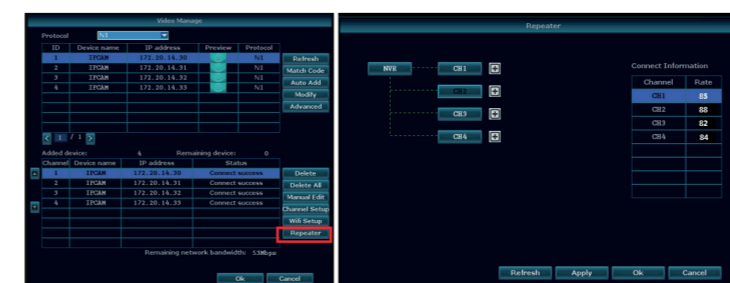 Video Manage
Protocol N1
ID Device name IP address Preview Protocol
1 IPCAM 172.20.14.30 N1 Refresh
2 IPCAM 172.20.14.31 N1 Match Code
3 IPCAM 172.20.14.32 N1 Auto Add
4 IPCAM 172.20.14.33 N1 Modify
Advanced
1 / 1
Added device: 4 Remaining device: 0
Channel Device name IP address Status
1 IPCAM 172.20.14.30 Connect success Delete
2 IPCAM 172.20.14.31 Connect success Delete All
3 IPCAM 172.20.14.32 Connect success Manual Edit
4 IPCAM 172.20.14.33 Connect success Channel Setup
Wifi Setup
Repeater
Remaining network bandwidth:
Ok Cancel
Repeater
NVR CH1
CH2
CH3
CH4
Connect Information
Channel Rate
CH1 85
CH2 88
CH3 82
CH4 84
Refresh Apply Ok Cancel